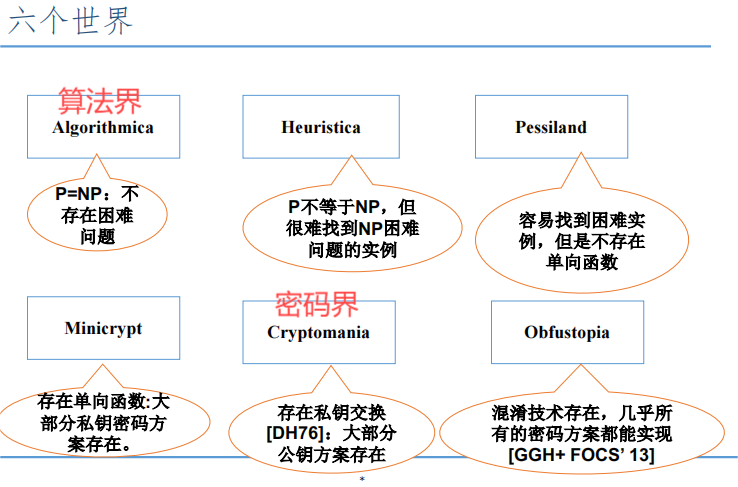 六个世界
算法界
Algorithmica
Heuristica
Pessiland
P=NP：不
存在困难
问题
P不等于NP，但
很难找到NP困难
问题的实例
容易找到困难实
例，但是不存在
单向函数
Minicrypt
密码界
Cryptomania
Obfustopia
存在单向函数:大
部分私钥密码方
案存在。
存在私钥交换
[DH76]：大部分
公钥方案存在
混淆技术存在，几乎所
有的密码方案都能实现
[GGH+ FOCS’ 13]
*